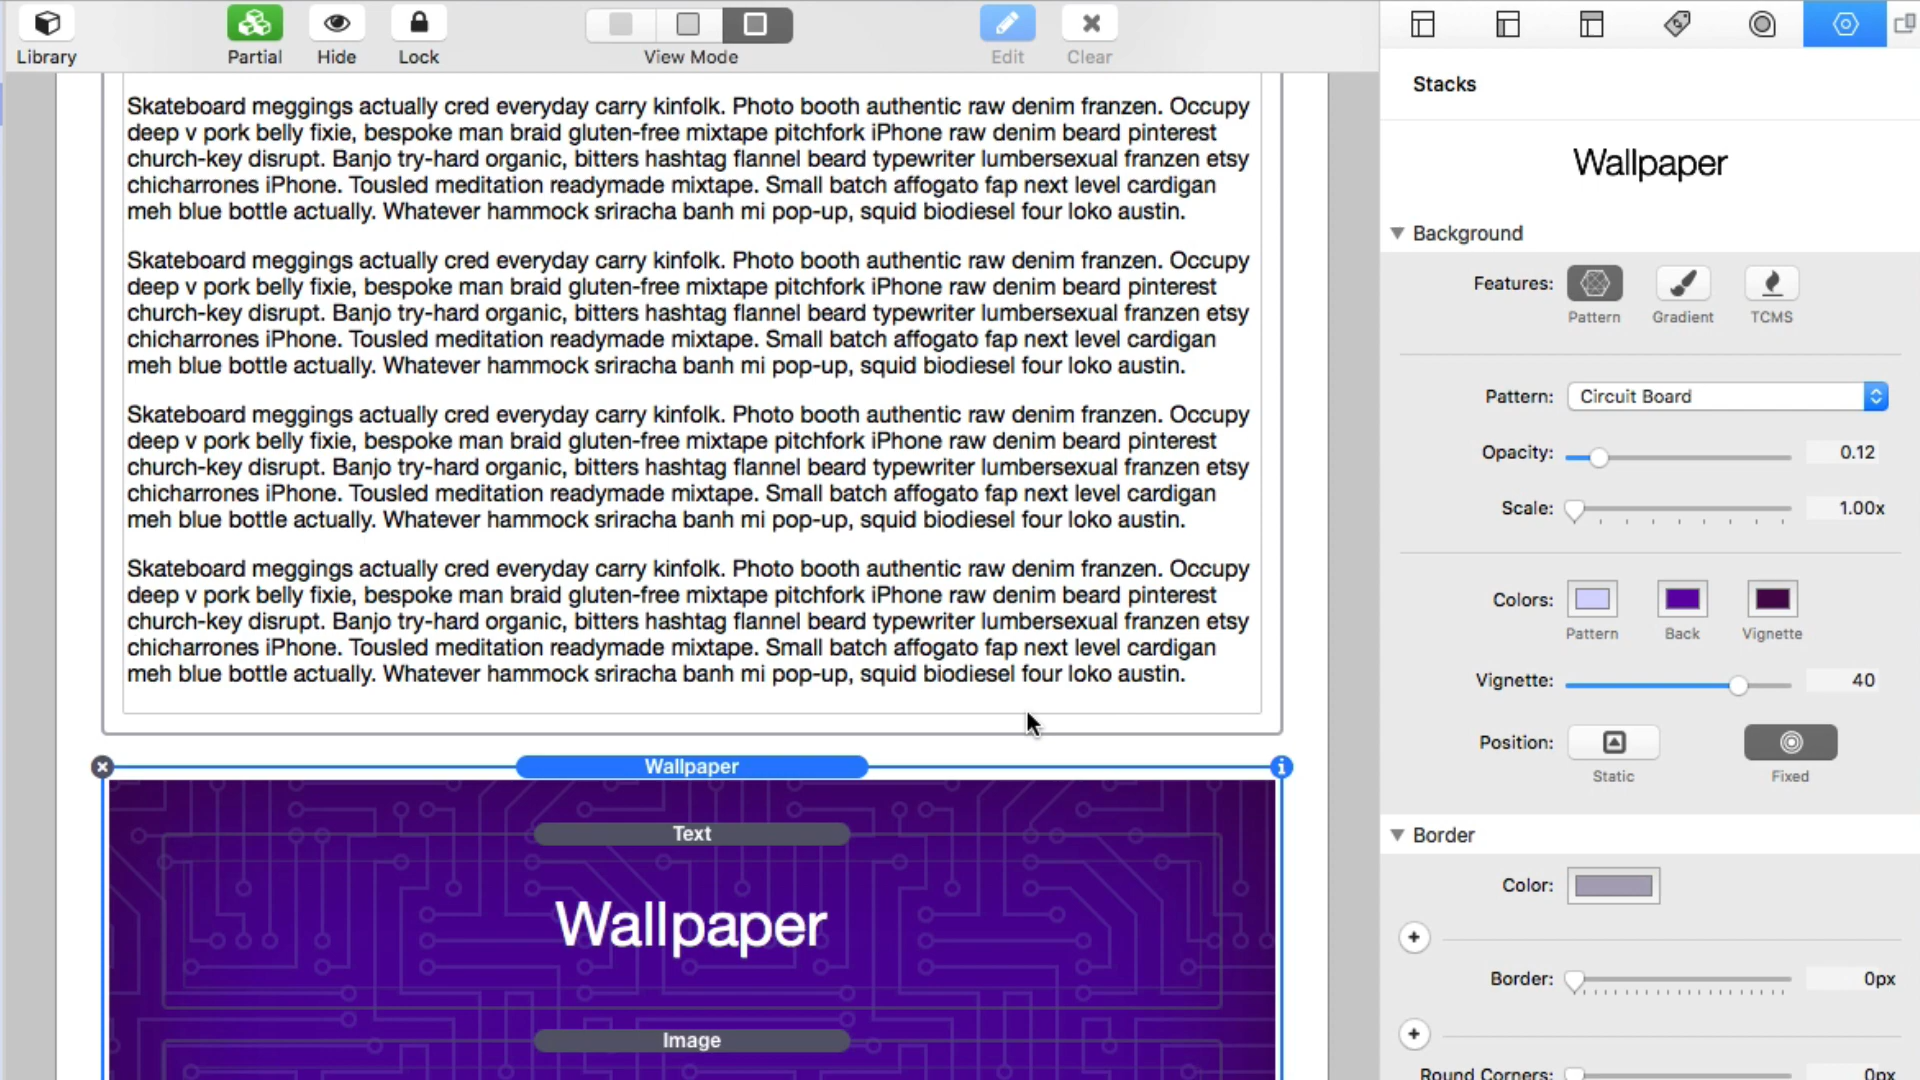 Library
Partial
Hide
Lock
View Mode
Edit
Clear
Skateboard meggings actually cred everyday carry kinfolk. Photo booth authentic raw denim franzen. Occupy
deep v pork belly fixie, bespoke man braid gluten-free mixtape pitchfork iPhone raw denim beard pinterest
church-key disrupt. Banjo try-hard organic, bitters hashtag flannel beard typewriter lumbersexual franzen etsy
chicharrones iPhone. Tousled meditation readymade mixtape. Small batch affogato fap next level cardigan
meh blue bottle actually. Whatever hammock sriracha banh mi pop-up, squid biodiesel four loko austin.
Skateboard meggings actually cred everyday carry kinfolk. Photo booth authentic raw denim franzen. Occupy
deep v pork belly fixie, bespoke man braid gluten-free mixtape pitchfork iPhone raw denim beard pinterest
church-key disrupt. Banjo try-hard organic, bitters hashtag flannel beard typewriter lumbersexual franzen etsy
chicharrones iPhone. Tousled meditation readymade mixtape. Small batch affogato fap next level cardigan
meh blue bottle actually. Whatever hammock sriracha banh mi pop-up, squid biodiesel four loko austin.
Skateboard meggings actually cred everyday carry kinfolk. Photo booth authentic raw denim franzen. Occupy
deep v pork belly fixie, bespoke man braid gluten-free mixtape pitchfork iPhone raw denim beard pinterest
church-key disrupt. Banjo try-hard organic, bitters hashtag flannel beard typewriter lumbersexual franzen etsy
chicharrones iPhone. Tousled meditation readymade mixtape. Small batch affogato fap next level cardigan
meh blue bottle actually. Whatever hammock sriracha banh mi pop-up, squid biodiesel four loko austin.
Skateboard meggings actually cred everyday carry kinfolk. Photo booth authentic raw denim franzen. Occupy
deep v pork belly fixie, bespoke man braid gluten-free mixtape pitchfork iPhone raw denim beard pinterest
church-key disrupt. Banjo try-hard organic, bitters hashtag flannel beard typewriter lumbersexual franzen etsy
chicharrones iPhone. Tousled meditation readymade mixtape. Small batch affogato fap next level cardigan
meh blue bottle actually. Whatever hammock sriracha banh mi pop-up, squid biodiesel four loko austin.
Wallpaper
Text
Wallpaper
Image
Stacks
Wallpaper
Background
Features:
Pattern Gradient TCMS
Pattern: Circuit Board
Opacity: 0.12
Scale: 1.00x
Colors:
Pattern Back Vignette
Vignette: 40
Position:
Static Fixed
Border
Color:
Border: 0px
Round Corners: 0px